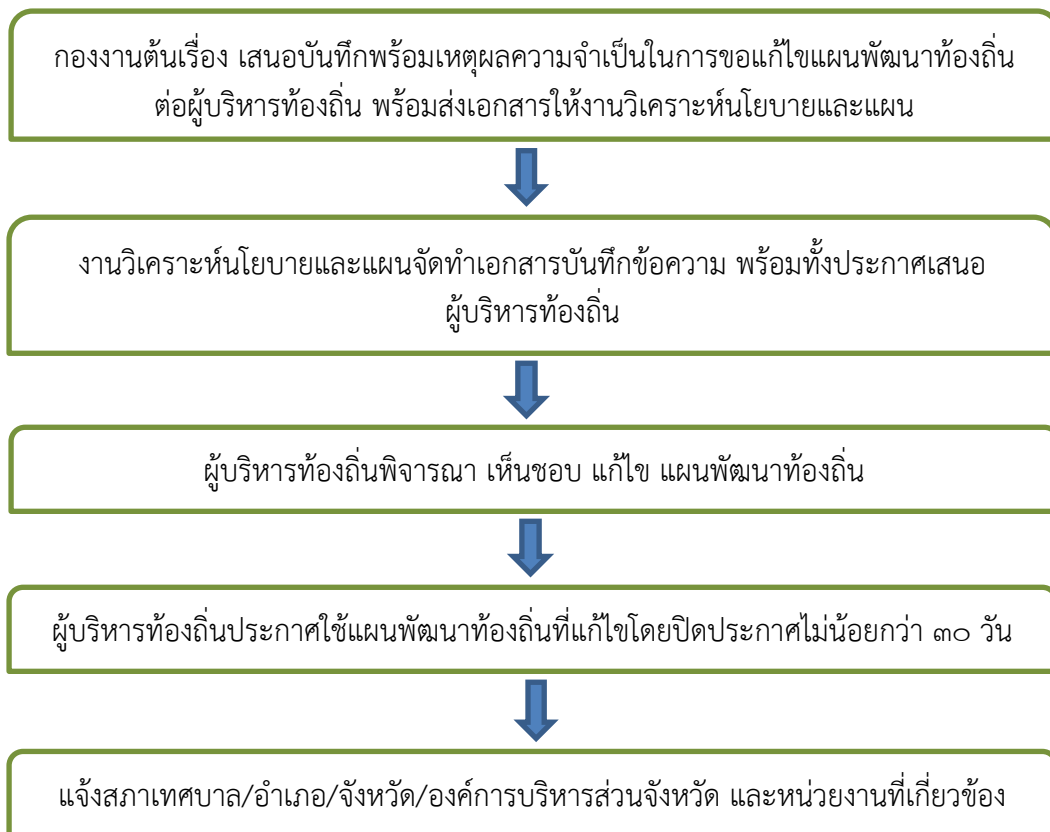 กองงานต้นเรื่อง เสนอบันทึกพร้อมเหตุผลความจำเป็นในการขอแก้ไขแผนพัฒนาท้องถิ่น
ต่อผู้บริหารท้องถิ่น พร้อมส่งเอกสารให้งานวิเคราะห์นโยบายและแผน
งานวิเคราะห์นโยบายและแผนจัดทำเอกสารบันทึกข้อความ พร้อมทั้งประกาศเสนอ
ผู้บริหารท้องถิ่น
ผู้บริหารท้องถิ่นพิจารณา เห็นชอบ แก้ไข แผนพัฒนาท้องถิ่น
ผู้บริหารท้องถิ่นประกาศใช้แผนพัฒนาท้องถิ่นที่แก้ไขโดยปิดประกาศไม่น้อยกว่า ๓๐ วัน
แจ้งสภาเทศบาล/อำเภอ/จังหวัด/องค์การบริหารส่วนจังหวัด และหน่วยงานที่เกี่ยวข้อง